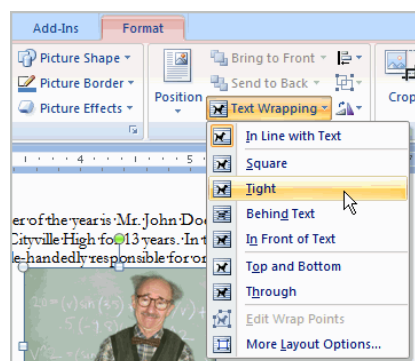 Add-Ins Format
Picture Shape
Picture Border
Picture Effects
Position
Bring to Front
Send to Back
Text Wrapping
Crop
In Line with Text
Square
Tight
Behind Text
In Front of Text
Top and Bottom
Through
Edit Wrap Points
More Layout Options...
1 4 1 5
er of the year is Mr. John Doe
Cityville High for 13 years. In t
e-handedly responsible for